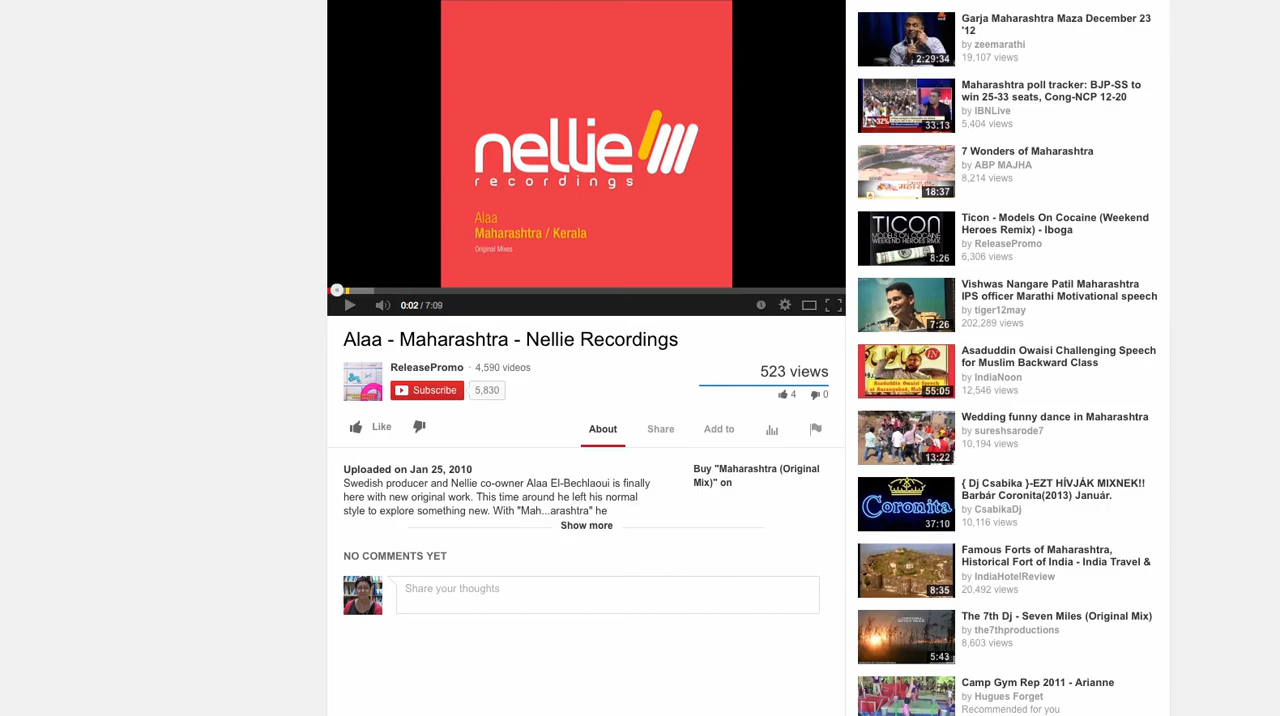 nellie
recordings
Alaa
Maharashtra / Kerala
Original Mixes
0:02 / 7:09
Alaa - Maharashtra - Nellie Recordings
ReleasePromo · 4,590 videos
Subscribe 5,830
523 views
4 0
Like
About Share Add to
Uploaded on Jan 25, 2010
Swedish producer and Nellie co-owner Alaa El-Bechlaoui is finally
here with new original work. This time around he left his normal
style to explore something new. With "Mah...arashtra" he
Buy "Maharashtra (Original
Mix)" on
Show more
NO COMMENTS YET
Share your thoughts
2:29:34
Garja Maharashtra Maza December 23
'12
by zeemarathi
19,107 views
33:13
Maharashtra poll tracker: BJP-SS to
win 25-33 seats, Cong-NCP 12-20
by IBNLive
5,404 views
18:37
7 Wonders of Maharashtra
by ABP MAJHA
8,214 views
TICON
MODELS ON COCAINE
WEEKEND HEROES RMX
8:26
Ticon - Models On Cocaine (Weekend
Heroes Remix) - Iboga
by ReleasePromo
6,306 views
7:26
Vishwas Nangare Patil Maharashtra
IPS officer Marathi Motivational speech
by tiger12may
202,289 views
55:05
Asaduddin Owaisi Challenging Speech
for Muslim Backward Class
by IndiaNoon
12,546 views
13:22
Wedding funny dance in Maharashtra
by sureshsarode7
10,194 views
Coronita
37:10
{ Dj Csabika }-EZT HÍVJÁK MIXNEK!!
Barbár Coronita(2013) Január.
by CsabikaDj
10,116 views
8:35
Famous Forts of Maharashtra,
Historical Fort of India - India Travel &
by IndiaHotelReview
20,492 views
5:43
The 7th Dj - Seven Miles (Original Mix)
by the7thproductions
8,603 views
Camp Gym Rep 2011 - Arianne
by Hugues Forget
Recommended for you